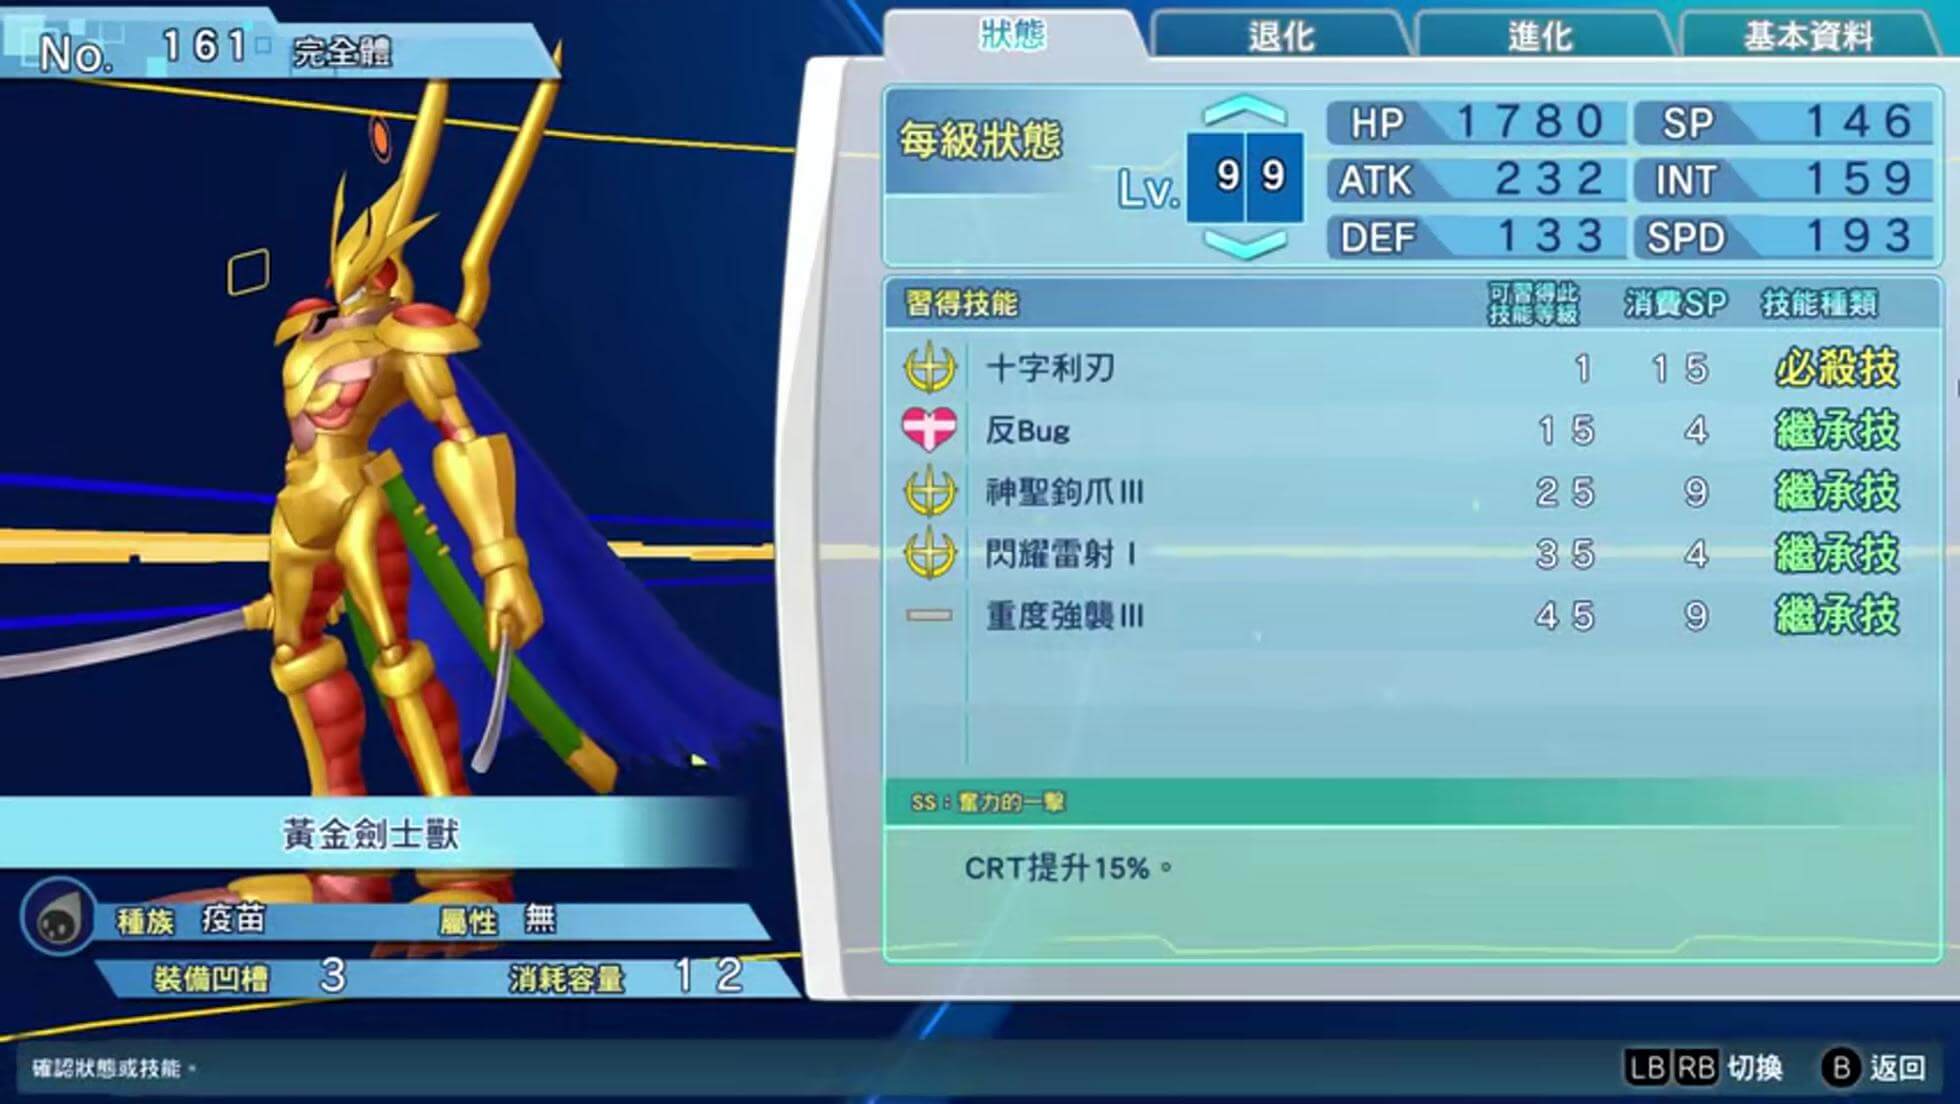 No. 161 完全體
狀態 退化 進化 基本資料
每級狀態 Lv. 99
HP 1780 SP 146
ATK 232 INT 159
DEF 133 SPD 193
習得技能 可習得此技能等級 消費SP 技能種類
十字利刃 1 15 必殺技
反Bug 15 4 繼承技
神聖鉤爪III 25 9 繼承技
閃耀雷射 I 35 4 繼承技
重度強襲III 45 9 繼承技
SS：奮力的一擊
CRT提升15%。
黃金劍士獸
種族 疫苗 屬性 無
裝備凹槽 3 消耗容量 12
確認狀態或技能。
LB RB 切換 B 返回